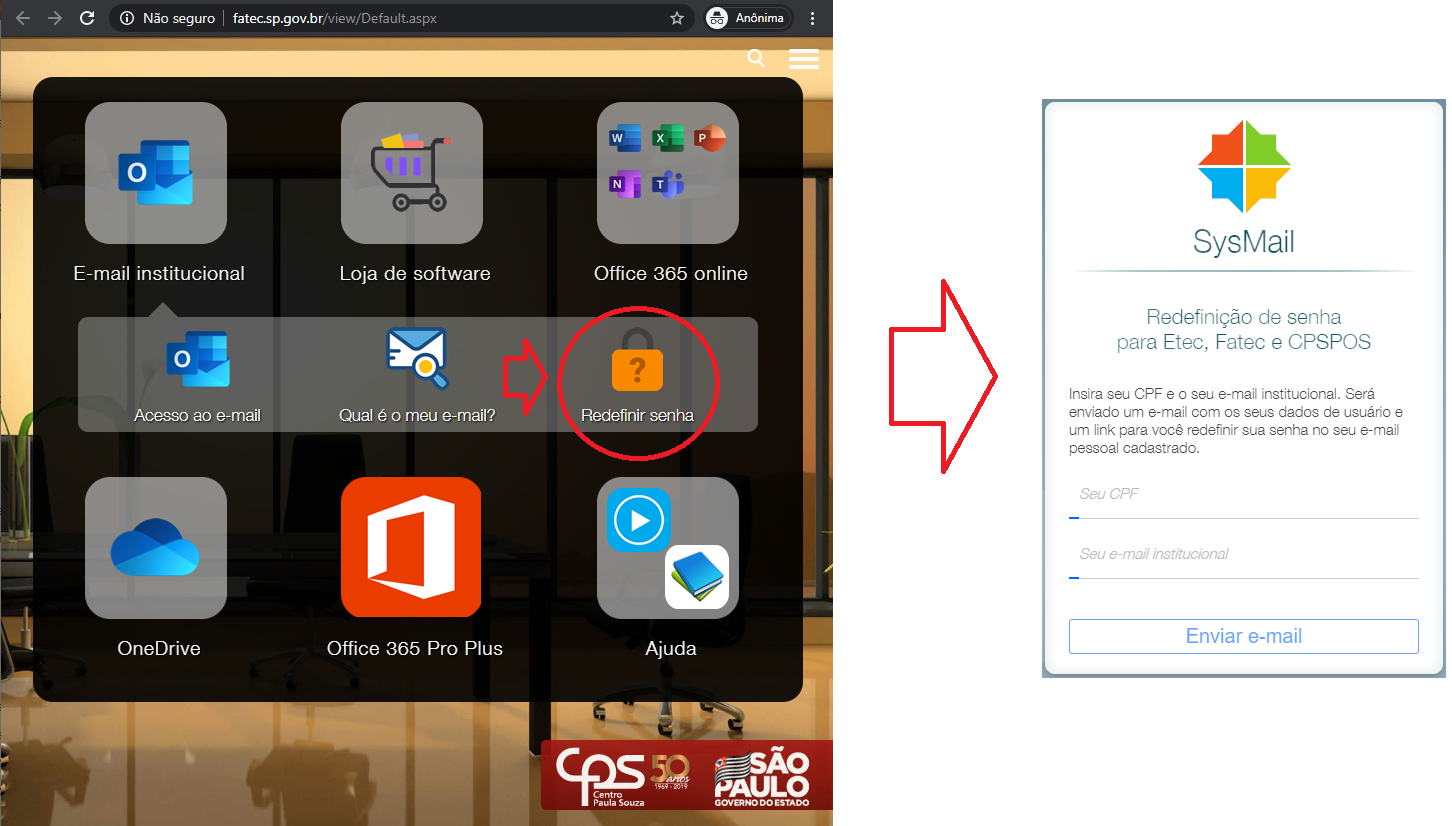 Não seguro
fatec.sp.gov.br/view/Default.aspx
Anônima
O
W
X
P
N
T
E-mail institucional
Loja de software
Office 365 online
O
?
Acesso ao e-mail
Qual é o meu e-mail?
Redefinir senha
OneDrive
Office 365 Pro Plus
Ajuda
CPS
Centro
Paula Souza
50
anos
1969 - 2019
SÃO
PAULO
GOVERNO DO ESTADO
SysMail
Redefinição de senha
para Etec, Fatec e CPSPOS
Insira seu CPF e o seu e-mail institucional. Será
enviado um e-mail com os seus dados de usuário e
um link para você redefinir sua senha no seu e-mail
pessoal cadastrado.
Seu CPF
Seu e-mail institucional
Enviar e-mail